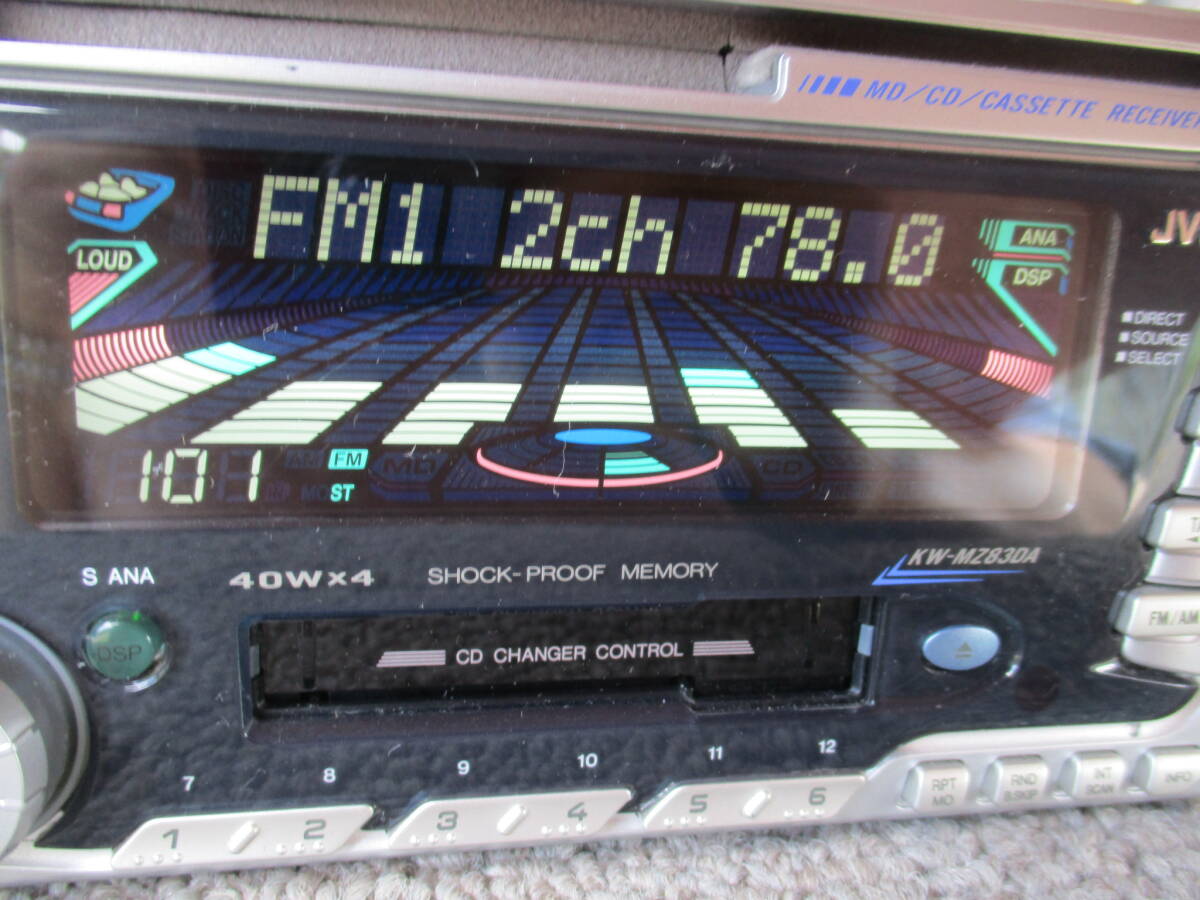 MD/CD/CASSETTE RECEIVER
FM1 2ch 78.0
LOUD
ANA
DSP
JV
DIRECT
SOURCE
SELECT
101 FM
MD CD
MO ST
S ANA
40W×4 SHOCK-PROOF MEMORY
KW-MZ83DA
DSP
CD CHANGER CONTROL
FM/AM
7 8 9 10 11 12
1 2 3 4 5 6
RPT
MO
RND
B.SKIP
INT
SCAN
INFO